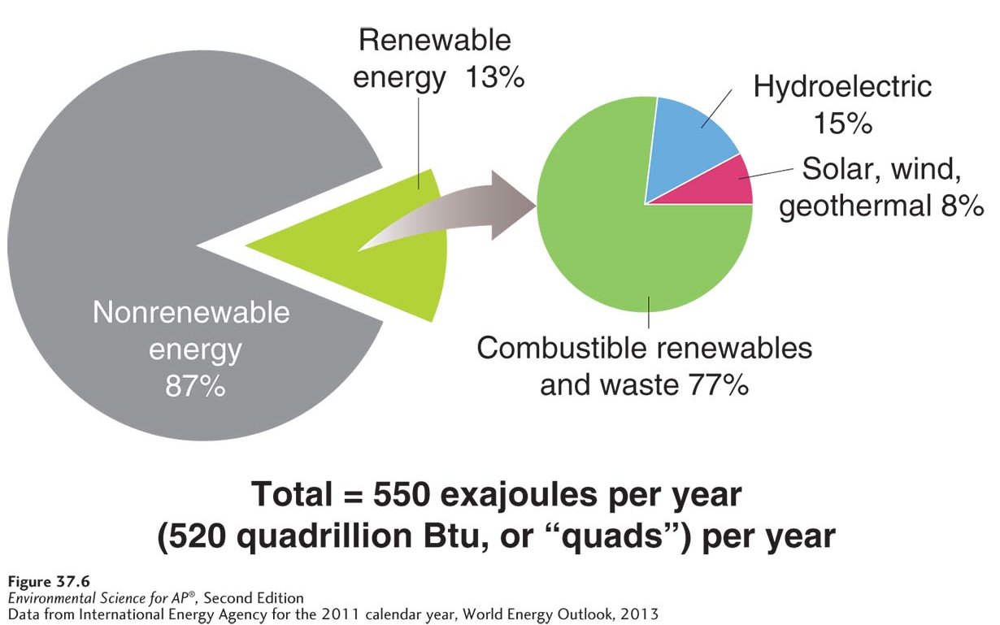 Renewable
energy 13%
Hydroelectric
15%
Solar, wind,
geothermal 8%
Nonrenewable
energy
87%
Combustible renewables
and waste 77%
Total = 550 exajoules per year
(520 quadrillion Btu, or “quads”) per year
Figure 37.6
Environmental Science for AP®, Second Edition
Data from International Energy Agency for the 2011 calendar year, World Energy Outlook, 2013